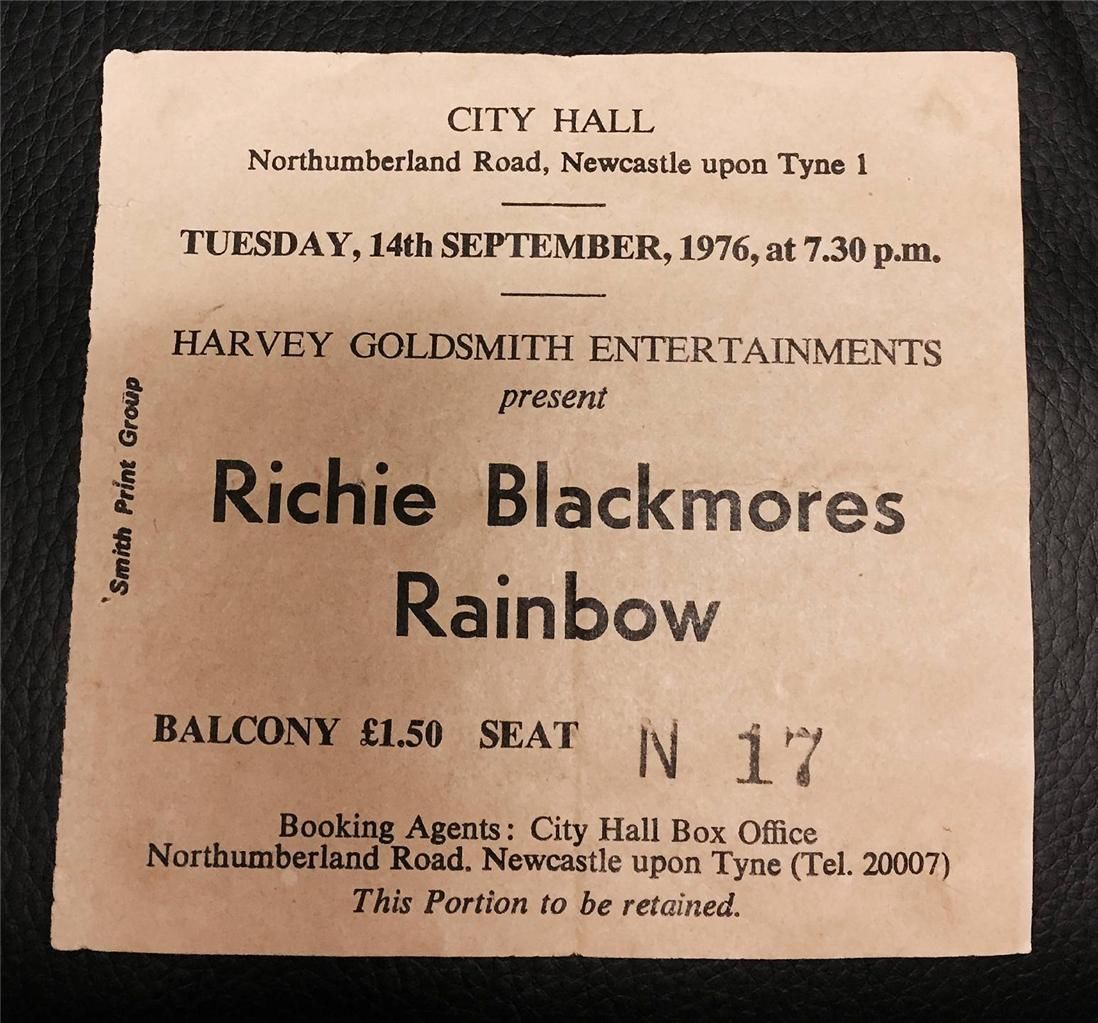 CITY HALL
Northumberland Road, Newcastle upon Tyne 1
TUESDAY, 14th SEPTEMBER, 1976, at 7.30 p.m.
HARVEY GOLDSMITH ENTERTAINMENTS
present
Richie Blackmores
Rainbow
BALCONY £1.50 SEAT N 17
Booking Agents: City Hall Box Office
Northumberland Road. Newcastle upon Tyne (Tel. 20007)
This Portion to be retained.
Smith Print Group